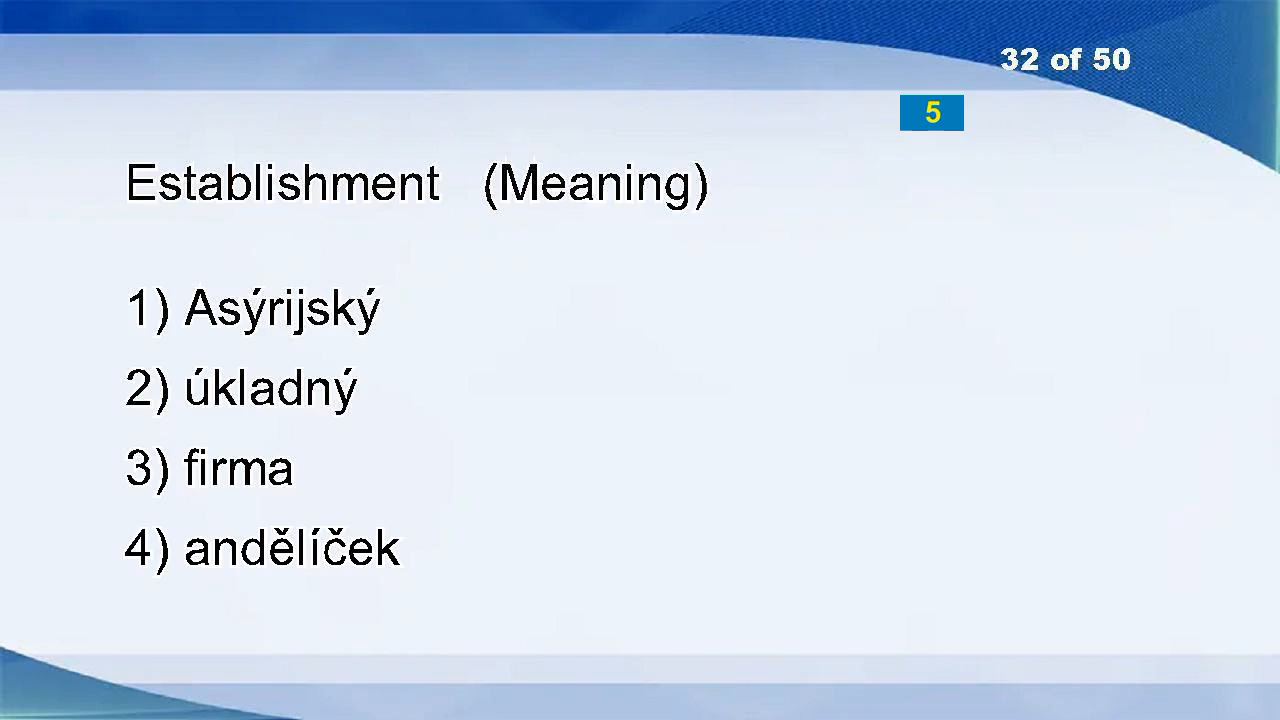 32 of 50
5
Establishment (Meaning)
1) Asýrijský
2) úkladný
3) firma
4) andělíček